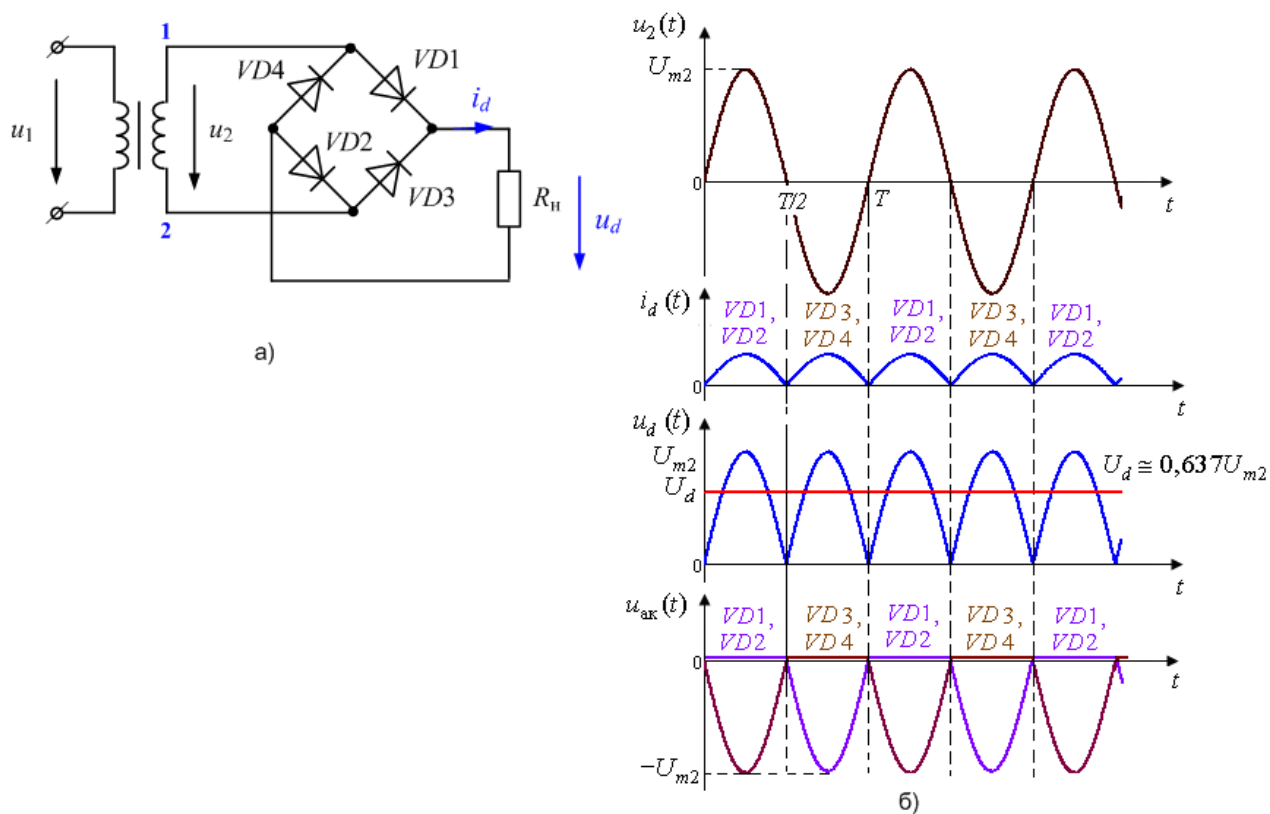 1
VD4
VD1
i_d
u_1
u_2
VD2
VD3
R_н
u_d
2
а)
u_2(t)
U_m2
0
T/2
T
t
i_d(t)
VD1, VD3, VD1, VD3, VD1,
VD2 VD4 VD2 VD4 VD2
0
t
u_d(t)
U_m2
U_d
U_d ≅ 0,637U_m2
0
t
u_ак(t)
VD1, VD3, VD1, VD3, VD1,
VD2 VD4 VD2 VD4 VD2
0
t
−U_m2
б)